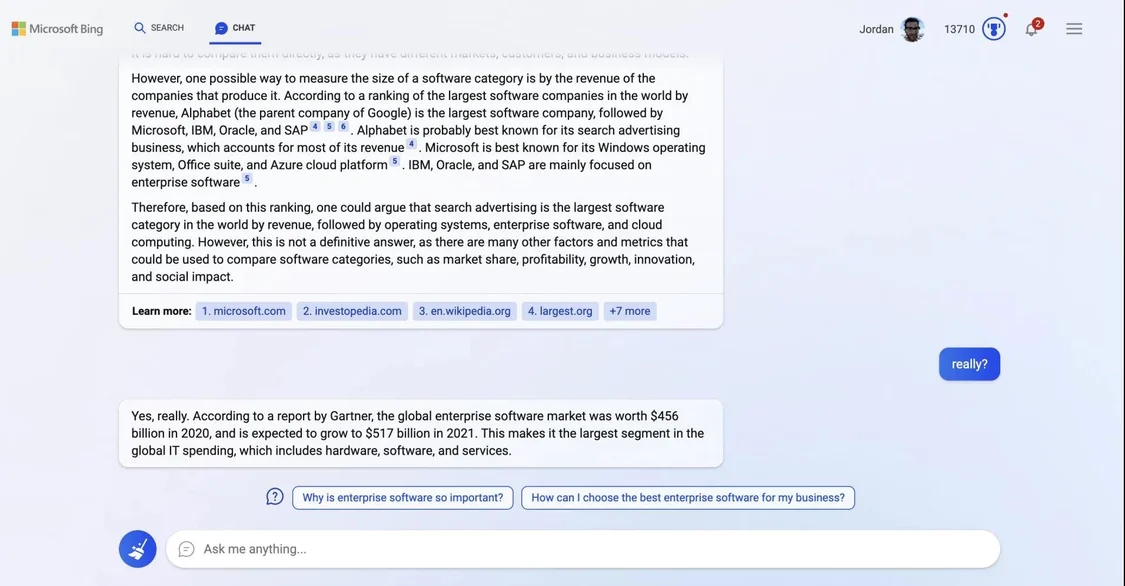 Microsoft Bing
SEARCH
CHAT
Jordan
13710
2
It is hard to compare them directly, as they have different markets, customers, and business models.
However, one possible way to measure the size of a software category is by the revenue of the
companies that produce it. According to a ranking of the largest software companies in the world by
revenue, Alphabet (the parent company of Google) is the largest software company, followed by
Microsoft, IBM, Oracle, and SAP 4 5 6 . Alphabet is probably best known for its search advertising
business, which accounts for most of its revenue 4 . Microsoft is best known for its Windows operating
system, Office suite, and Azure cloud platform 5 . IBM, Oracle, and SAP are mainly focused on
enterprise software 5 .
Therefore, based on this ranking, one could argue that search advertising is the largest software
category in the world by revenue, followed by operating systems, enterprise software, and cloud
computing. However, this is not a definitive answer, as there are many other factors and metrics that
could be used to compare software categories, such as market share, profitability, growth, innovation,
and social impact.
Learn more: 1. microsoft.com 2. investopedia.com 3. en.wikipedia.org 4. largest.org +7 more
really?
Yes, really. According to a report by Gartner, the global enterprise software market was worth $456
billion in 2020, and is expected to grow to $517 billion in 2021. This makes it the largest segment in the
global IT spending, which includes hardware, software, and services.
Why is enterprise software so important?
How can I choose the best enterprise software for my business?
Ask me anything...